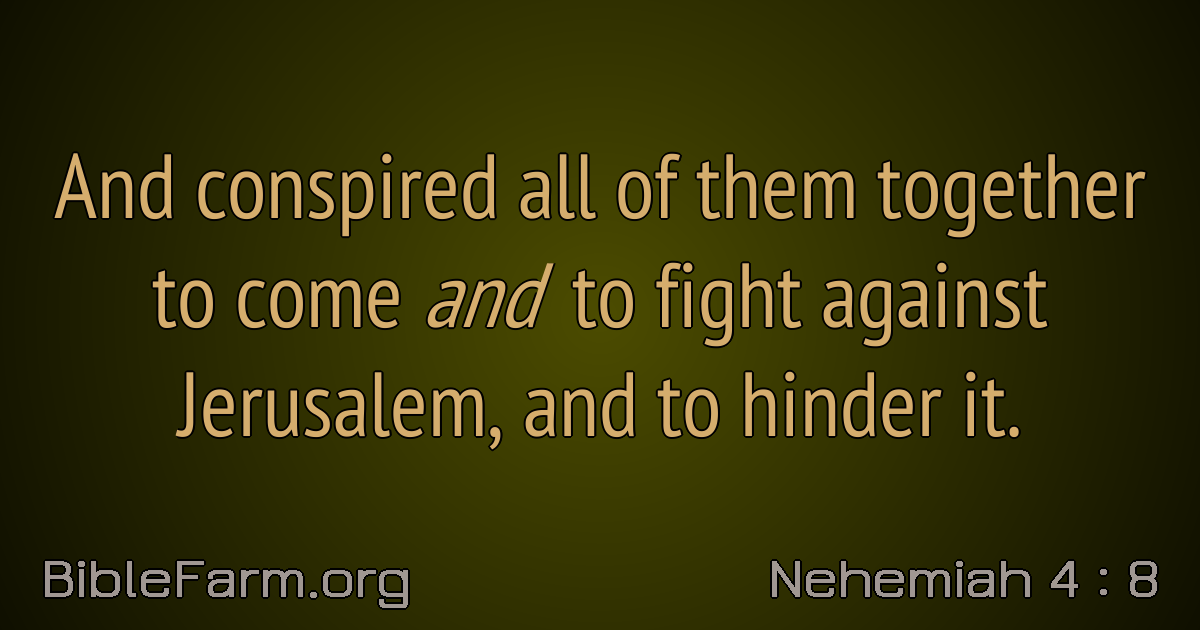 And conspired all of them together
to come and to fight against
Jerusalem, and to hinder it.
BibleFarm.org
Nehemiah 4 : 8